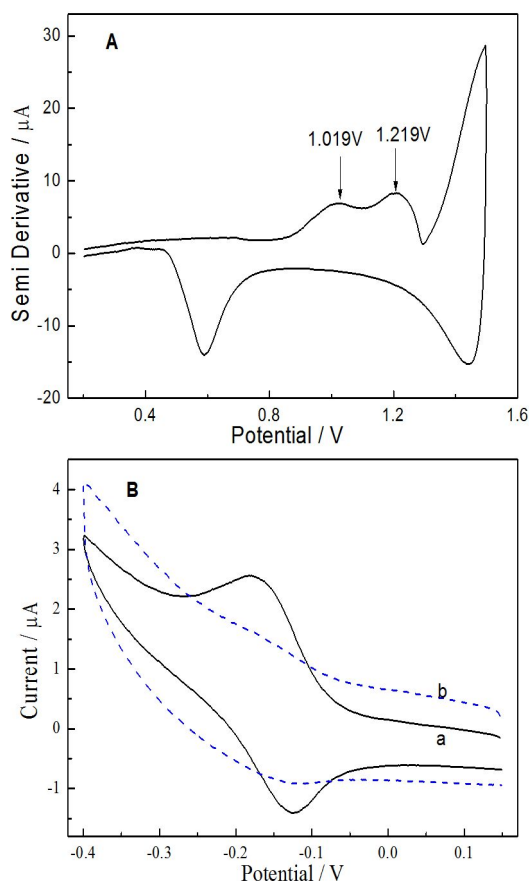 A
30
20
10
0
-10
-20
Semi Derivative / µA
1.019V
1.219V
0.4
0.8
1.2
1.6
Potential / V
B
4
3
2
1
0
-1
Current / µA
b
a
-0.4
-0.3
-0.2
-0.1
0.0
0.1
Potential / V